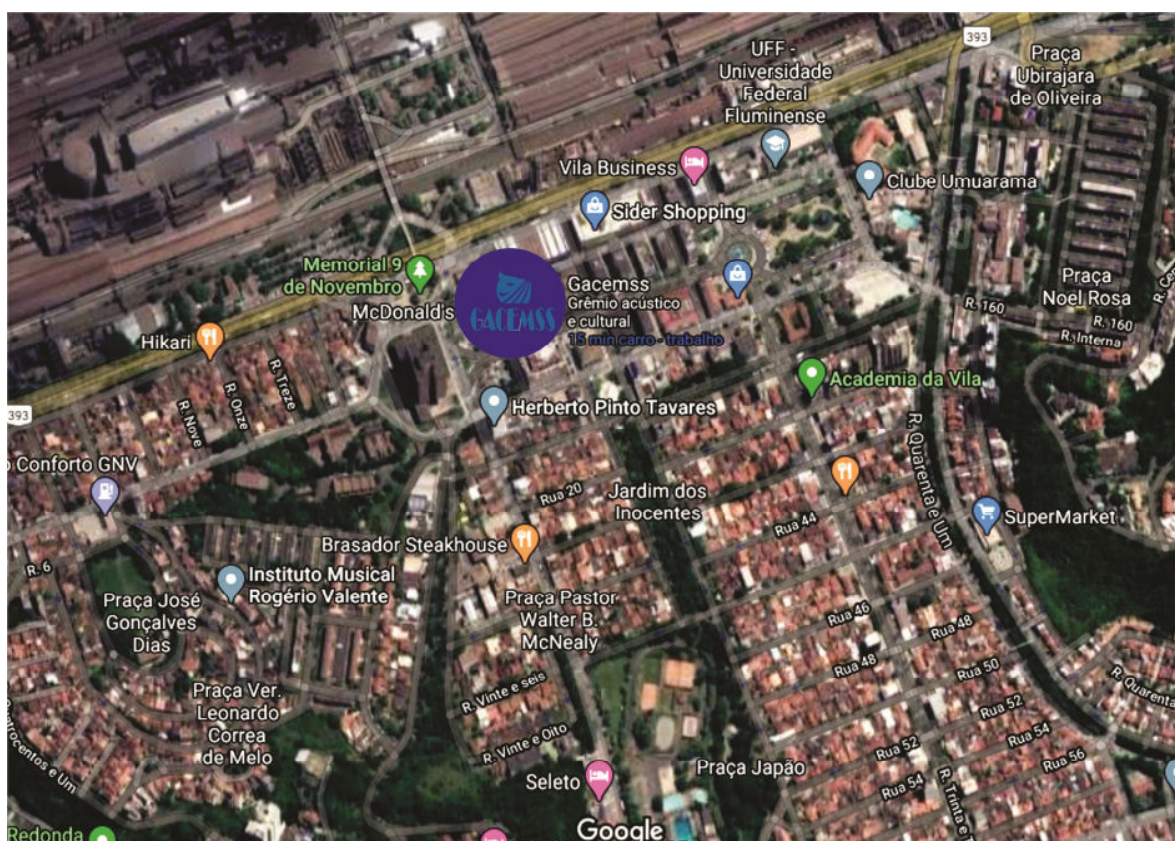 393
UFF -
Universidade
Federal
Fluminense
Praça
Ubirajara
de Oliveira
Vila Business
Clube Umuarama
Sider Shopping
Memorial 9
de Novembro
McDonald's
GACEMSS
Gacemss
Grêmio acústico
e cultural
15 min carro - trabalho
Praça
Noel Rosa
R. 160
R. 160
R. Interna
Hikari
R. Treze
R. Onze
R. Nove
393
Herberto Pinto Tavares
Academia da Vila
R. Quarenta e Um
o Conforto GNV
Rua 20
Jardim dos
Inocentes
Rua 44
SuperMarket
Brasador Steakhouse
R. 6
Instituto Musical
Rogério Valente
Praça José
Gonçalves
Dias
Praça Pastor
Walter B.
McNealy
Rua 46
Rua 48
Rua 48
Rua 50
R. Quarenta
Praça Ver.
Leonardo
Correa
de Melo
R. Vinte e seis
R. Vinte e Oito
Rua 52
Rua 54
Rua 56
Rua 52
Rua 54
Praça Japão
Seleto
R. Trinta e T
Google
Redonda